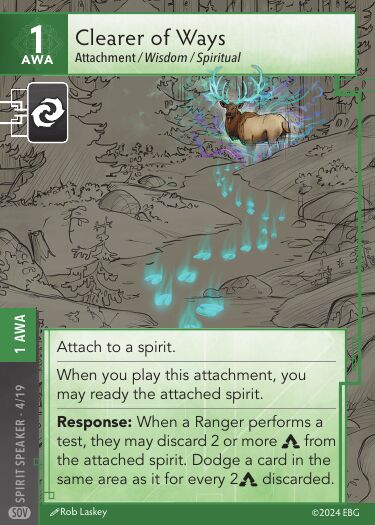 1
AWA
Clearer of Ways
Attachment / Wisdom / Spiritual
1 AWA
SPIRIT SPEAKER - 4/19
SOV
Attach to a spirit.
When you play this attachment, you
may ready the attached spirit.
Response: When a Ranger performs a
test, they may discard 2 or more from
the attached spirit. Dodge a card in the
same area as it for every 2 discarded.
Rob Laskey
©2024 EBG